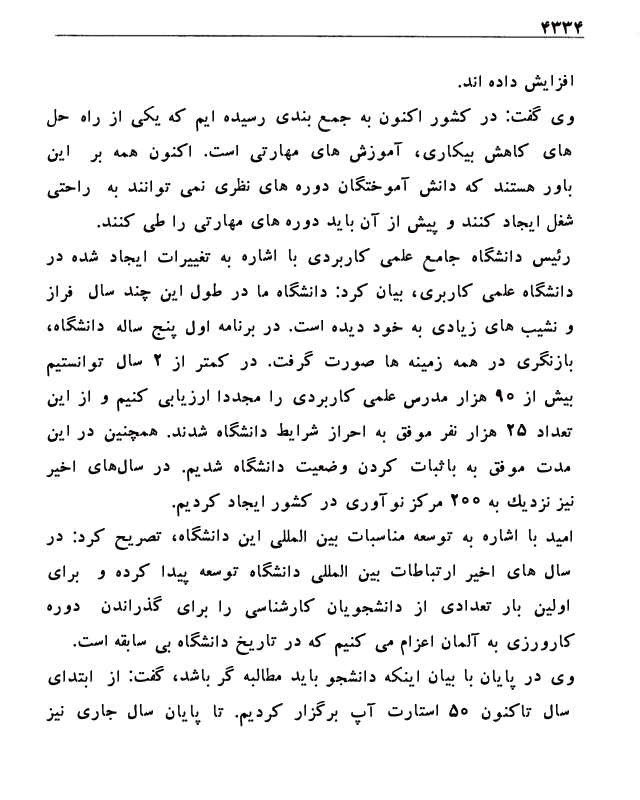 ۴۳۳۴
افزایش داده اند.
وی گفت: در کشور اکنون به جمع بندی رسیده ایم که یکی از راه حل
های کاهش بیکاری، آموزش های مهارتی است. اکنون همه بر این
باور هستند که دانش آموختگان دوره های نظری نمی توانند به راحتی
شغل ایجاد کنند و پیش از آن باید دوره های مهارتی را طی کنند.
رئیس دانشگاه جامع علمی کاربردی با اشاره به تغییرات ایجاد شده در
دانشگاه علمی کاربری، بیان کرد: دانشگاه ما در طول این چند سال فراز
و نشیب های زیادی به خود دیده است. در برنامه اول پنج ساله دانشگاه،
بازنگری در همه زمینه ها صورت گرفت. در کمتر از ۲ سال توانستیم
بیش از ۹۰ هزار مدرس علمی کاربردی را مجددا ارزیابی کنیم و از این
تعداد ۲۵ هزار نفر موفق به احراز شرایط دانشگاه شدند. همچنین در این
مدت موفق به باثبات کردن وضعیت دانشگاه شدیم. در سال‌های اخیر
نیز نزدیك به ۲۰۰ مرکز نوآوری در کشور ایجاد کردیم.
امید با اشاره به توسعه مناسبات بین المللی این دانشگاه، تصریح کرد: در
سال های اخیر ارتباطات بین المللی دانشگاه توسعه پیدا کرده و برای
اولین بار تعدادی از دانشجویان کارشناسی را برای گذراندن دوره
کارورزی به آلمان اعزام می کنیم که در تاریخ دانشگاه بی سابقه است.
وی در پایان با بیان اینکه دانشجو باید مطالبه گر باشد، گفت: از ابتدای
سال تاکنون ۵۰ استارت آپ برگزار کردیم. تا پایان سال جاری نیز